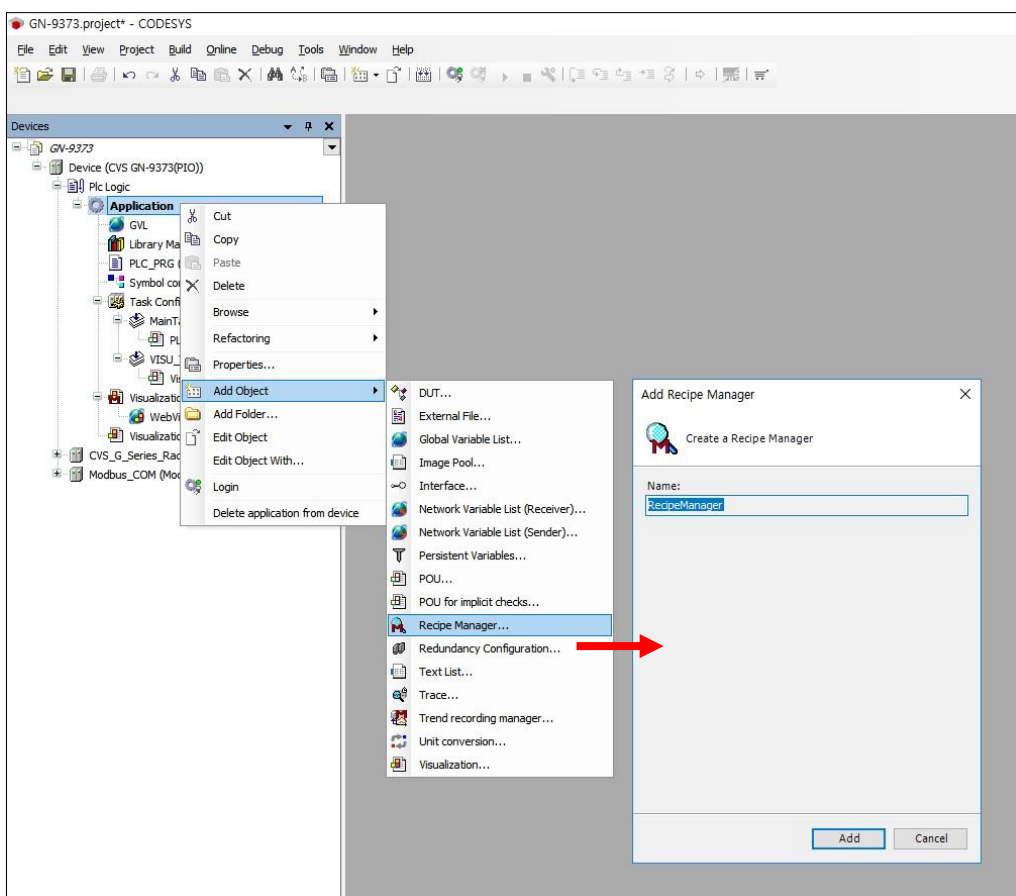 GN-9373.project* - CODESYS
File Edit View Project Build Online Debug Tools Window Help
Devices
GN-9373
Device (CVS GN-9373(PIO))
Plc Logic
Application
GVL
Library Ma
PLC_PRG (
Symbol co
Task Confi
MainTa
PL
VISU_
Vis
Visualizatio
WebVi
Visualizatio
CVS_G_Series_Rac
Modbus_COM (Mod
Cut
Copy
Paste
Delete
Browse
Refactoring
Properties...
Add Object
Add Folder...
Edit Object
Edit Object With...
Login
Delete application from device
DUT...
External File...
Global Variable List...
Image Pool...
Interface...
Network Variable List (Receiver)...
Network Variable List (Sender)...
Persistent Variables...
POU...
POU for implicit checks...
Recipe Manager...
Redundancy Configuration...
Text List...
Trace...
Trend recording manager...
Unit conversion...
Visualization...
Add Recipe Manager
Create a Recipe Manager
Name:
RecipeManager
Add Cancel